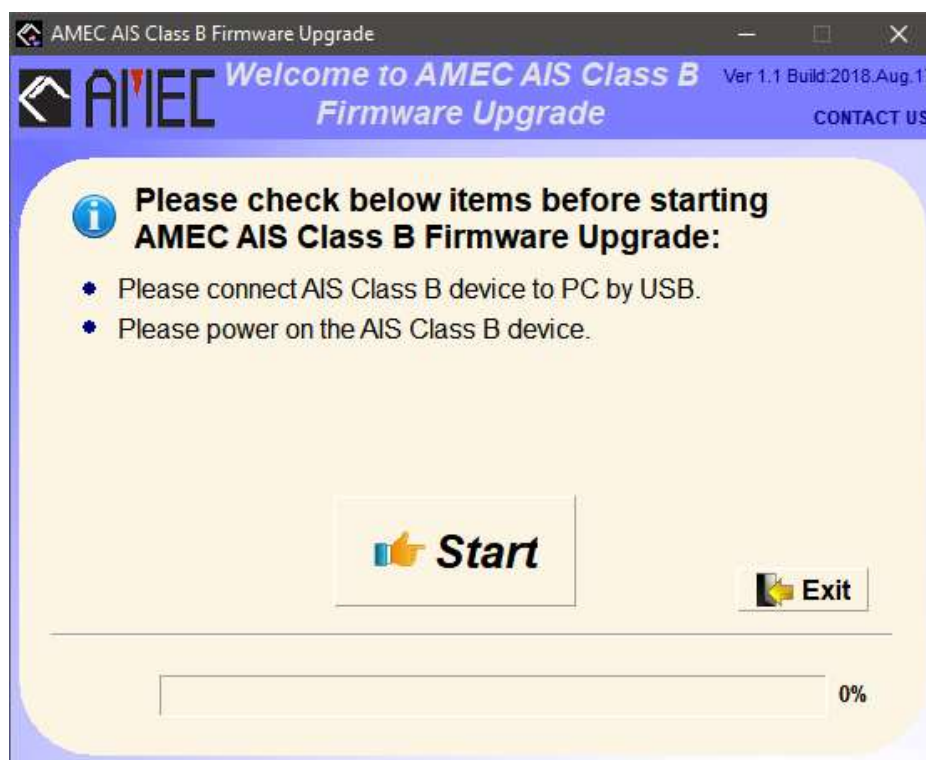 AMEC AIS Class B Firmware Upgrade
AMEC
Welcome to AMEC AIS Class B
Firmware Upgrade
Ver 1.1 Build:2018.Aug.1
CONTACT US
Please check below items before starting
AMEC AIS Class B Firmware Upgrade:
Please connect AIS Class B device to PC by USB.
Please power on the AIS Class B device.
Start
Exit
0%